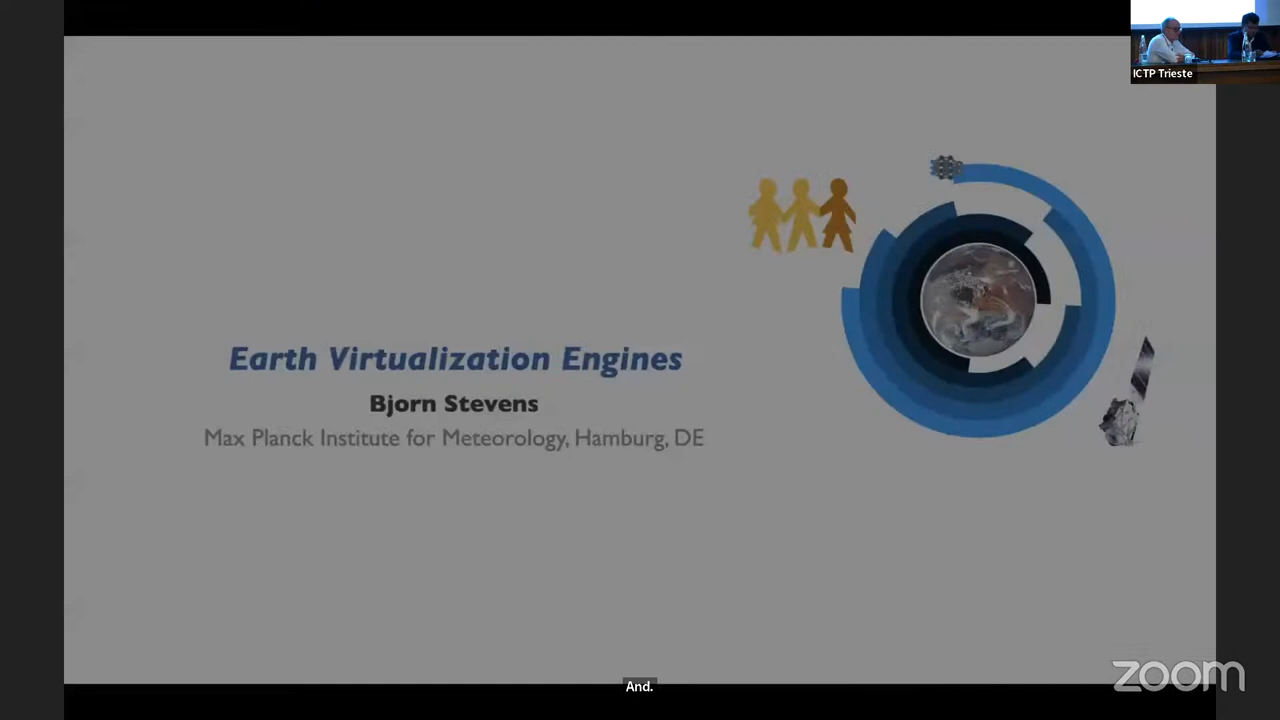 ICTP Trieste
Earth Virtualization Engines
Bjorn Stevens
Max Planck Institute for Meteorology, Hamburg, DE
And.
zoom